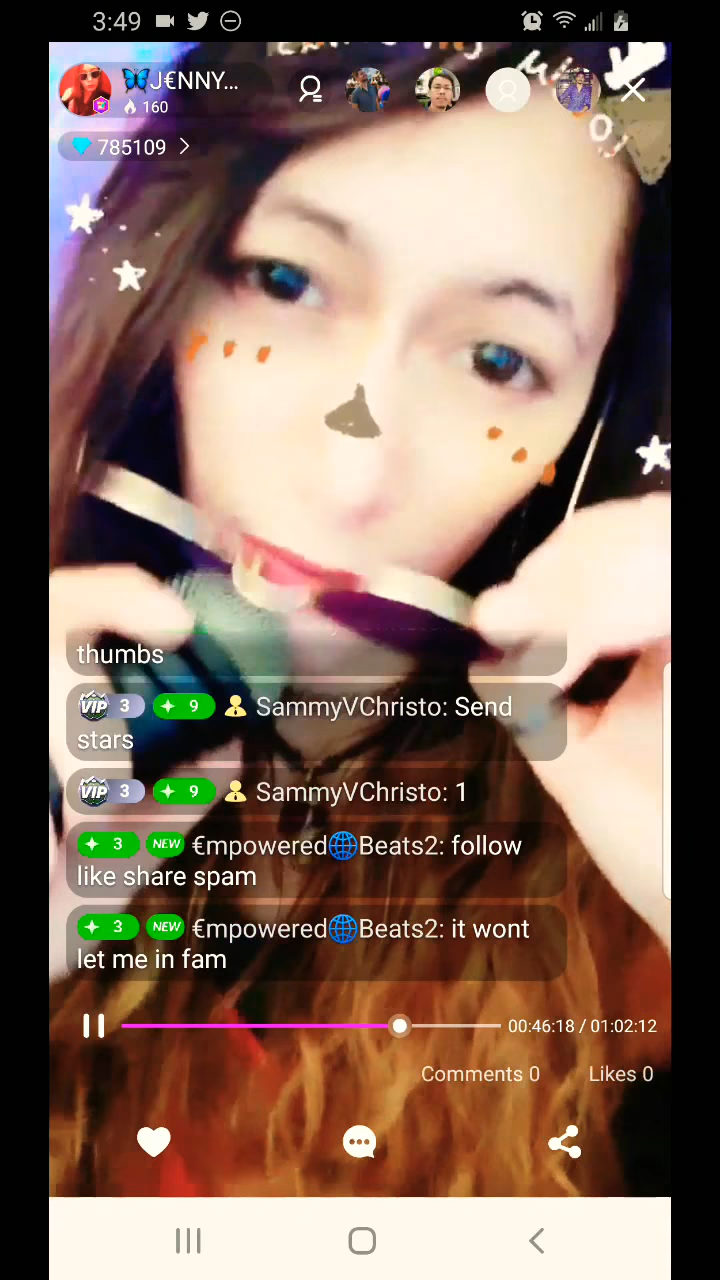 3:49
J€NNY...
160
785109
thumbs
VIP 3 9 SammyVChristo: Send
stars
VIP 3 9 SammyVChristo: 1
3 NEW €mpowered🌐Beats2: follow
like share spam
3 NEW €mpowered🌐Beats2: it wont
let me in fam
00:46:18 / 01:02:12
Comments 0 Likes 0